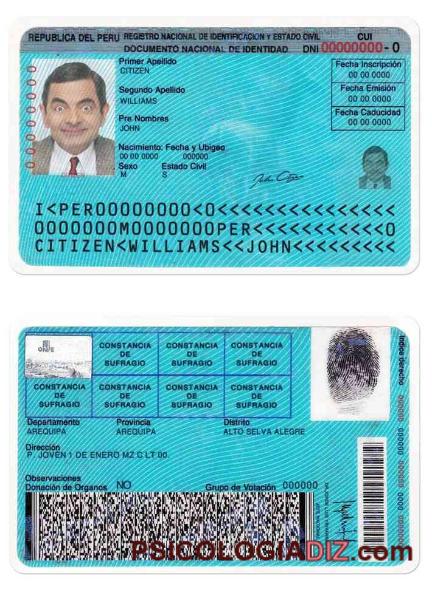 REPUBLICA DEL PERU REGISTRO NACIONAL DE IDENTIFICACION Y ESTADO CIVIL CUI
DOCUMENTO NACIONAL DE IDENTIDAD DNI 00000000 - 0
Primer Apellido
CITIZEN
Segundo Apellido
WILLIAMS
Pre Nombres
JOHN
Nacimiento: Fecha y Ubigeo
00 00 0000 000000
Sexo Estado Civil
M S
Fecha Inscripción
00 00 0000
Fecha Emisión
00 00 0000
Fecha Caducidad
00 00 0000
00000000
I<PER00000000<0<<<<<<<<<<<<<<<
0000000M0000000PER<<<<<<<<<<<0
CITIZEN<WILLIAMS<<JOHN<<<<<<<<<
ONPE
CONSTANCIA DE SUFRAGIO
CONSTANCIA DE SUFRAGIO
CONSTANCIA DE SUFRAGIO
CONSTANCIA DE SUFRAGIO
CONSTANCIA DE SUFRAGIO
CONSTANCIA DE SUFRAGIO
CONSTANCIA DE SUFRAGIO
Indice derecho
Departamento Provincia Distrito
AREQUIPA AREQUIPA ALTO SELVA ALEGRE
Dirección
P. JOVEN 1 DE ENERO MZ C LT 00.
Observaciones
Donación de Organos NO Grupo de Votación 000000
PSICOLOGIADIZ.com